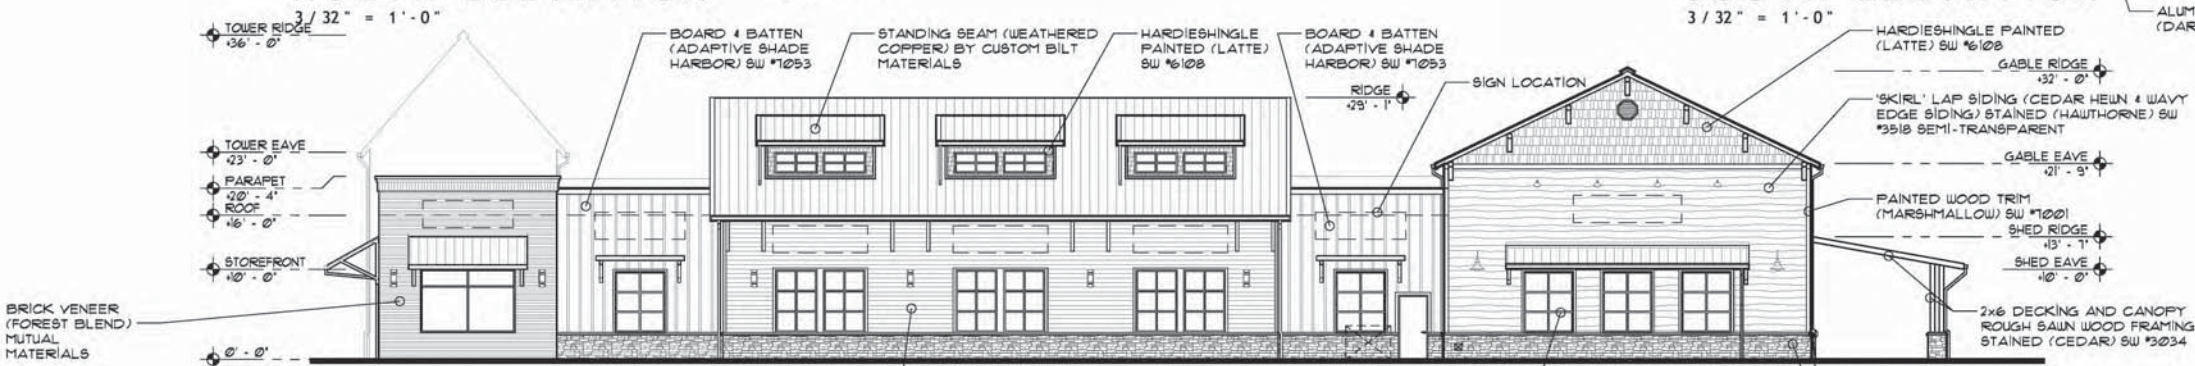 3/32" = 1'-0"
3/32" = 1'-0"
TOWER RIDGE
+36' - 0"
TOWER EAVE
+23' - 0"
PARAPET
+20' - 4"
ROOF
+16' - 0"
STOREFRONT
+10' - 0"
0' - 0"
BRICK VENEER
(FOREST BLEND)
MUTUAL
MATERIALS
BOARD & BATTEN
(ADAPTIVE SHADE
HARBOR) SW #7053
STANDING SEAM (WEATHERED
COPPER) BY CUSTOM BILT
MATERIALS
HARDIESHINGLE
PAINTED (LATTE)
SW #6108
BOARD & BATTEN
(ADAPTIVE SHADE
HARBOR) SW #7053
RIDGE
+29' - 1"
SIGN LOCATION
ALUM
(DAR
HARDIESHINGLE PAINTED
(LATTE) SW #6108
GABLE RIDGE
+32' - 0"
'SKIRL' LAP SIDING (CEDAR HEWN & WAVY
EDGE SIDING) STAINED (HAWTHORNE) SW
#3518 SEMI-TRANSPARENT
GABLE EAVE
+21' - 9"
PAINTED WOOD TRIM
(MARSHMALLOW) SW #7001
SHED RIDGE
+13' - 7"
SHED EAVE
+10' - 0"
2x6 DECKING AND CANOPY
ROUGH SAWN WOOD FRAMING
STAINED (CEDAR) SW #3034